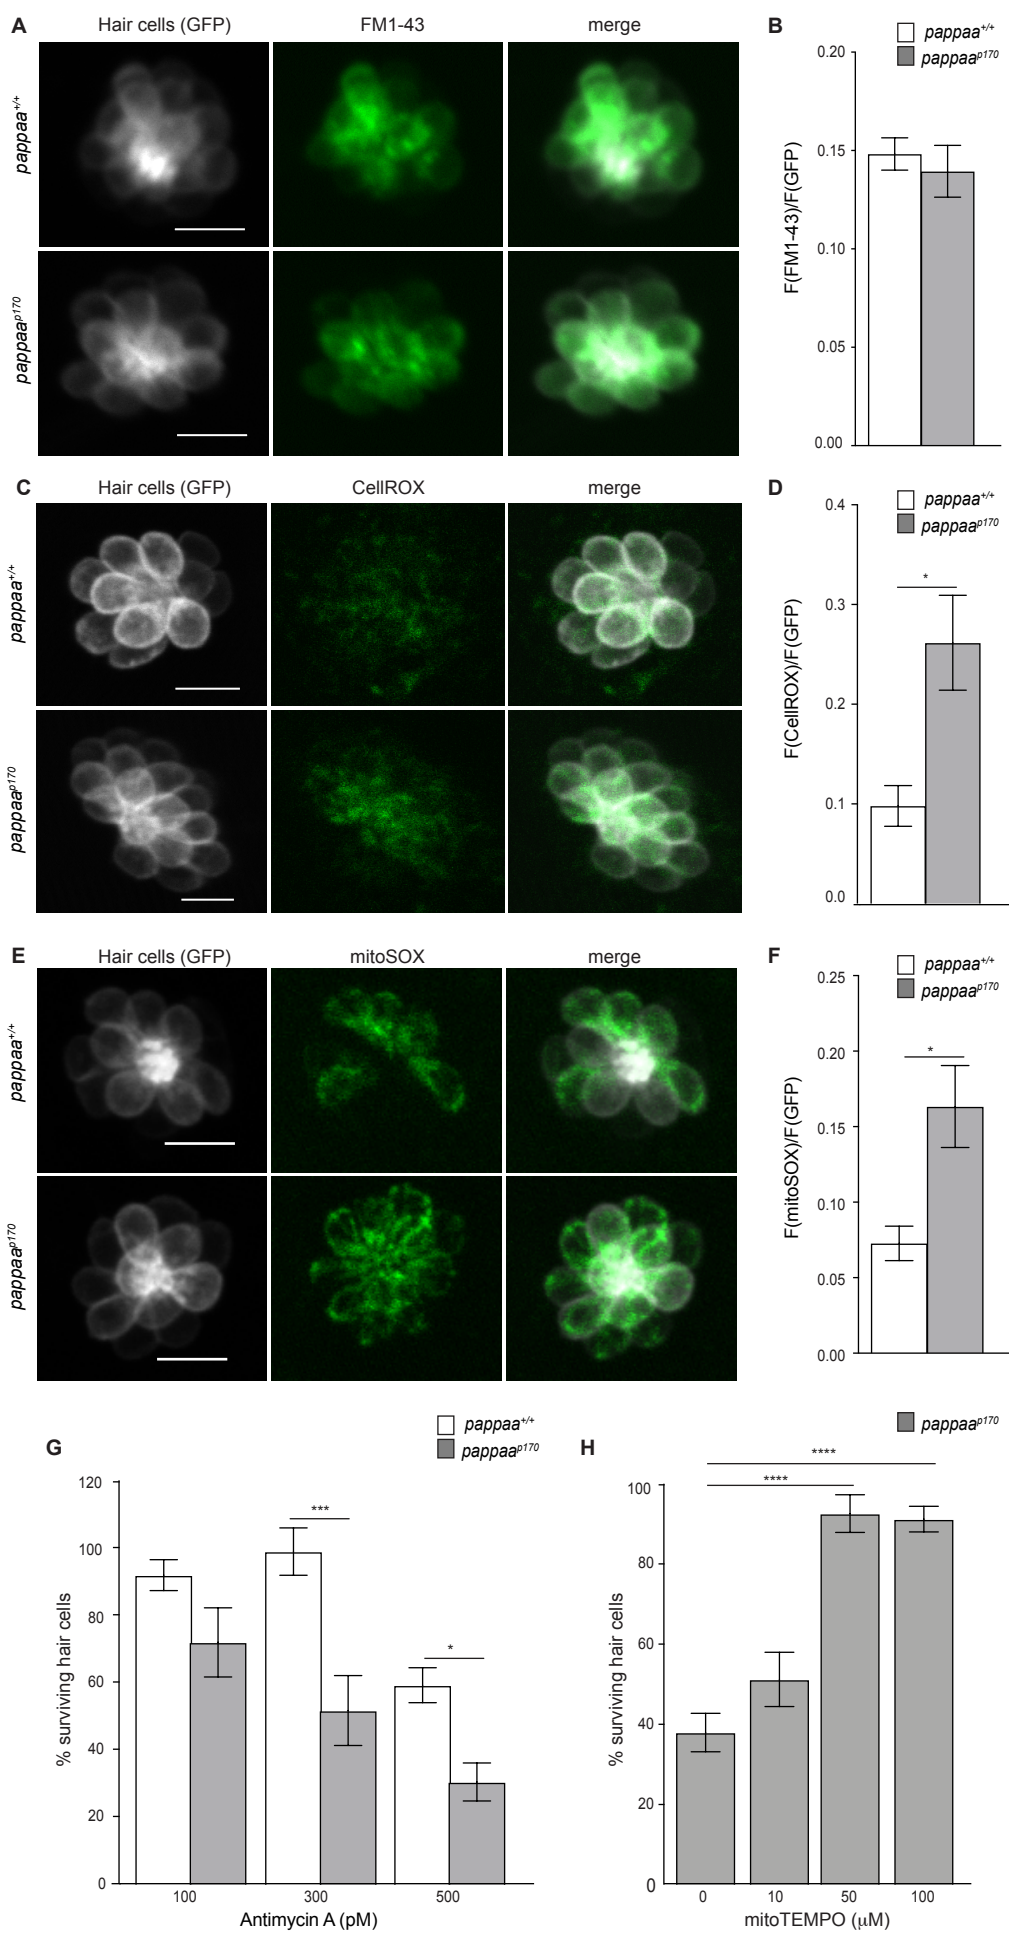 A Hair cells (GFP) FM1-43 merge
pappaa+/+
pappaap170
B
pappaa+/+
pappaap170
F(FM1-43)/F(GFP)
0.20
0.15
0.10
0.05
0.00
C Hair cells (GFP) CellROX merge
pappaa+/+
pappaap170
D
pappaa+/+
pappaap170
F(CellROX)/F(GFP)
0.4
0.3
0.2
0.1
0.0
*
E Hair cells (GFP) mitoSOX merge
pappaa+/+
pappaap170
F
pappaa+/+
pappaap170
F(mitoSOX)/F(GFP)
0.25
0.20
0.15
0.10
0.05
0.00
*
G
pappaa+/+
pappaap170
% surviving hair cells
120
100
80
60
40
20
0
***
*
100 300 500
Antimycin A (pM)
H
pappaap170
% surviving hair cells
100
80
60
40
20
0
****
****
0 10 50 100
mitoTEMPO (μM)